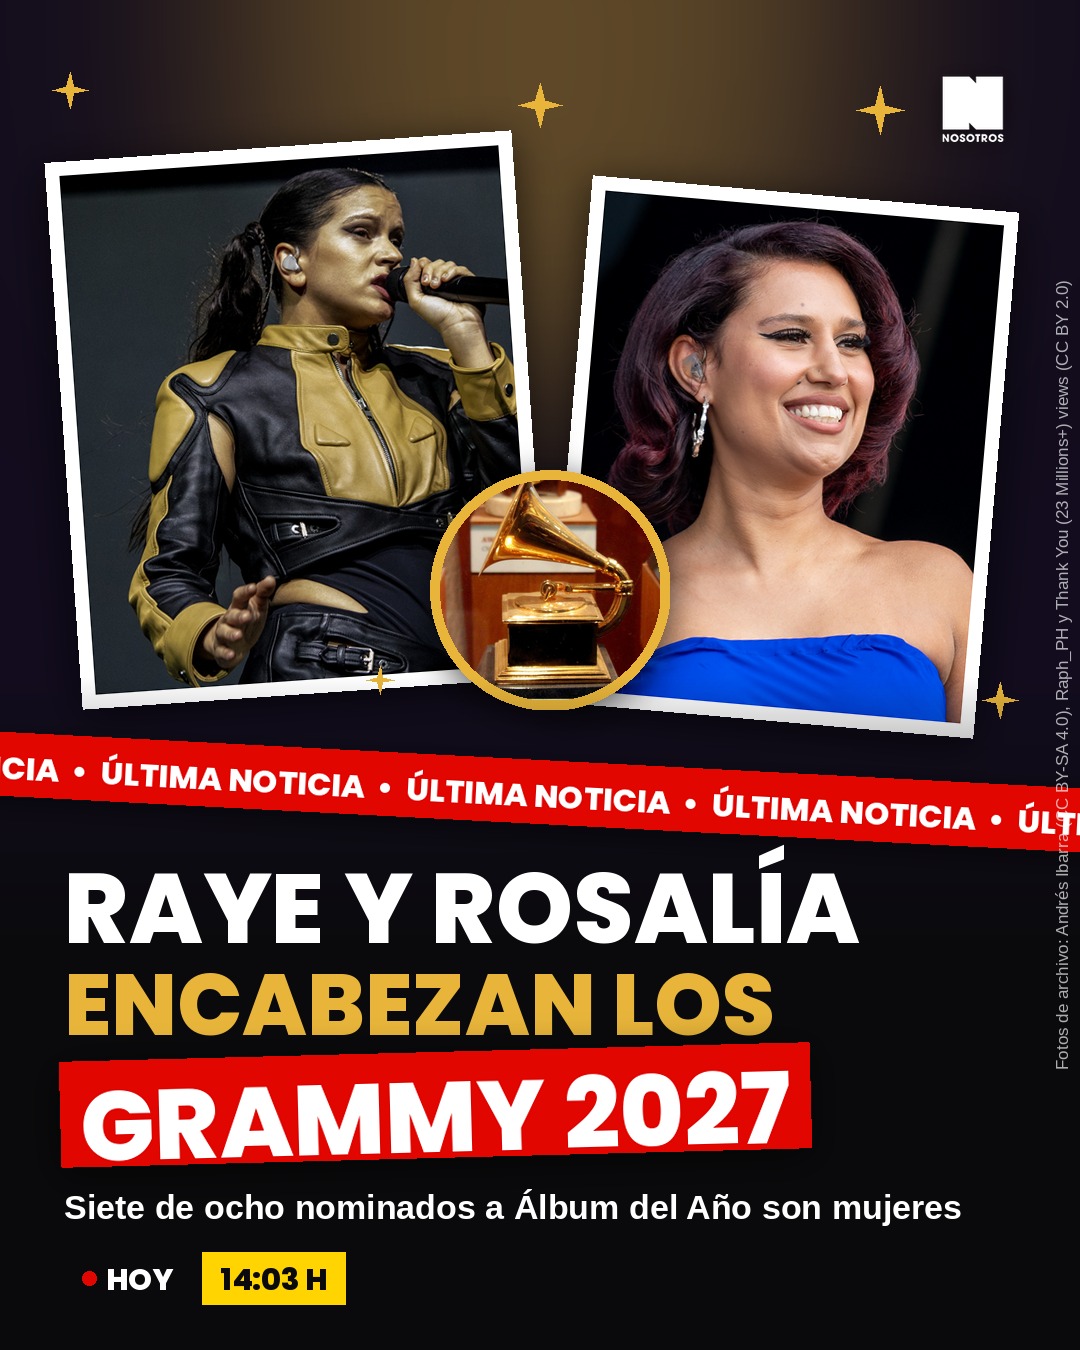 NOSOTROS
Fotos de archivo: Andrés Ibarra (CC BY-SA 4.0), Raph_PH y Thank You (23 Millions+) views (CC BY 2.0)
CIA • ÚLTIMA NOTICIA • ÚLTIMA NOTICIA • ÚLTIMA NOTICIA • ÚLTI
RAYE Y ROSALÍA
ENCABEZAN LOS
GRAMMY 2027
Siete de ocho nominados a Álbum del Año son mujeres
HOY 14:03 H